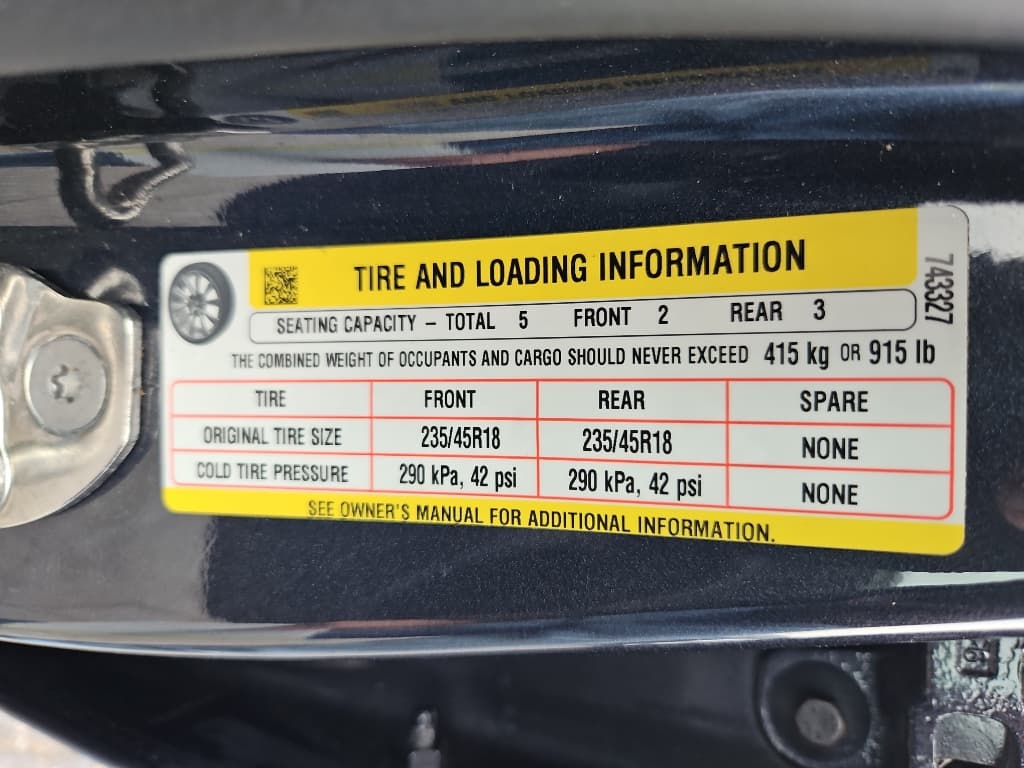 TIRE AND LOADING INFORMATION
743327
SEATING CAPACITY – TOTAL 5 FRONT 2 REAR 3
THE COMBINED WEIGHT OF OCCUPANTS AND CARGO SHOULD NEVER EXCEED 415 kg OR 915 lb
TIRE FRONT REAR SPARE
ORIGINAL TIRE SIZE 235/45R18 235/45R18 NONE
COLD TIRE PRESSURE 290 kPa, 42 psi 290 kPa, 42 psi NONE
SEE OWNER'S MANUAL FOR ADDITIONAL INFORMATION.